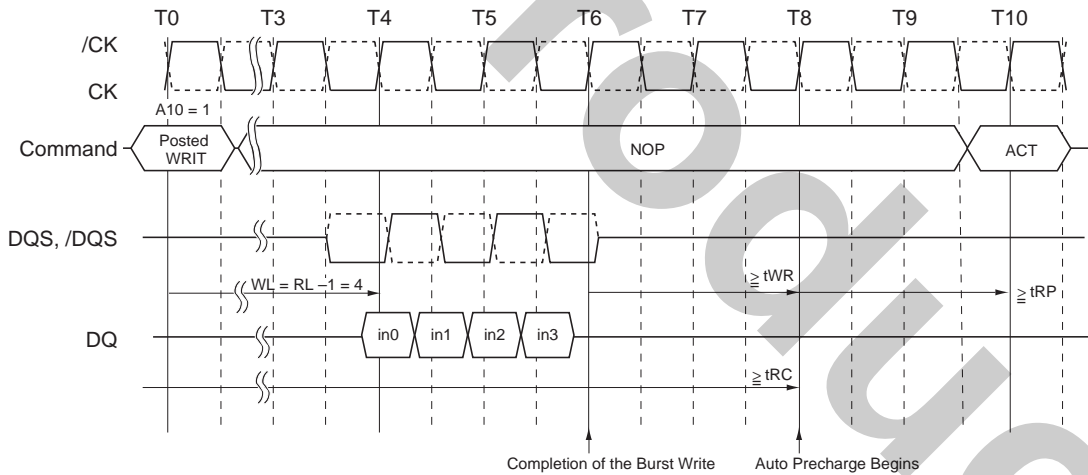 T0 T3 T4 T5 T6 T7 T8 T9 T10
/CK
CK
A10 = 1
Command
Posted
WRIT
NOP
ACT
DQS, /DQS
WL = RL –1 = 4
≧ tWR
≧ tRP
DQ
in0 in1 in2 in3
≧ tRC
Completion of the Burst Write
Auto Precharge Begins
roduc